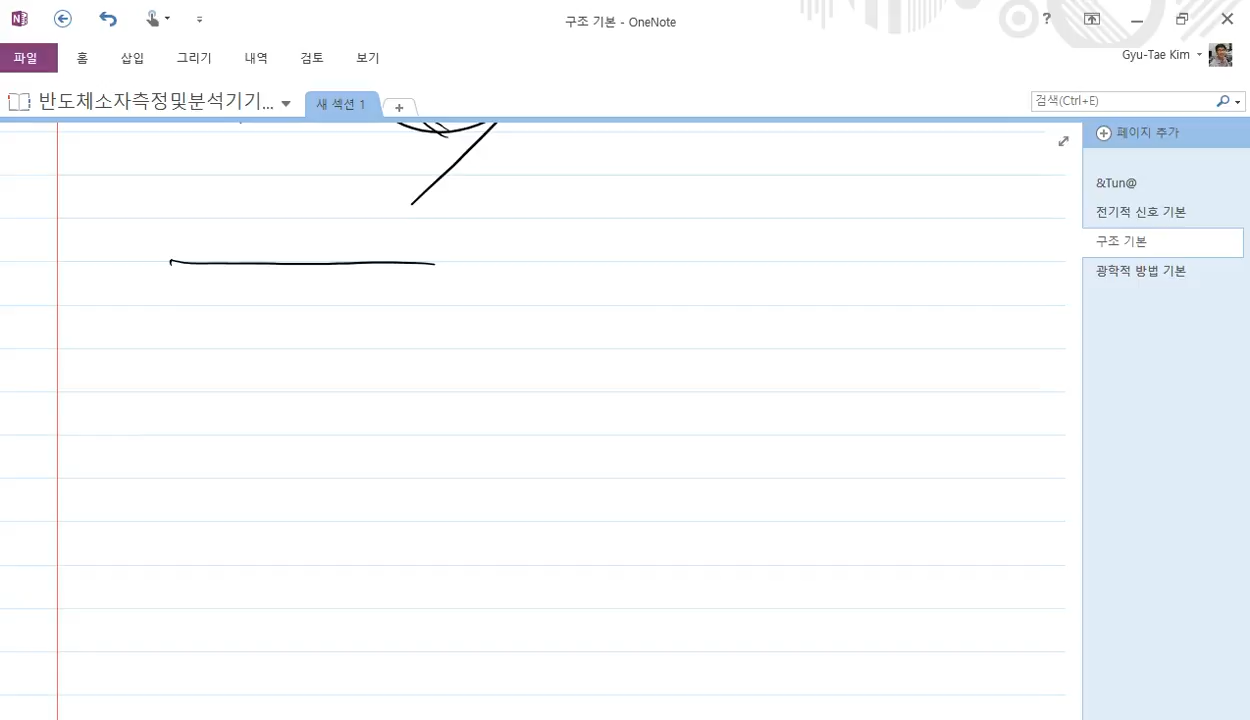 구조 기본 - OneNote
?
파일 홈 삽입 그리기 내역 검토 보기
Gyu-Tae Kim
반도체소자측정및분석기기...
새 섹션 1
+
검색(Ctrl+E)
페이지 추가
&Tun@
전기적 신호 기본
구조 기본
광학적 방법 기본